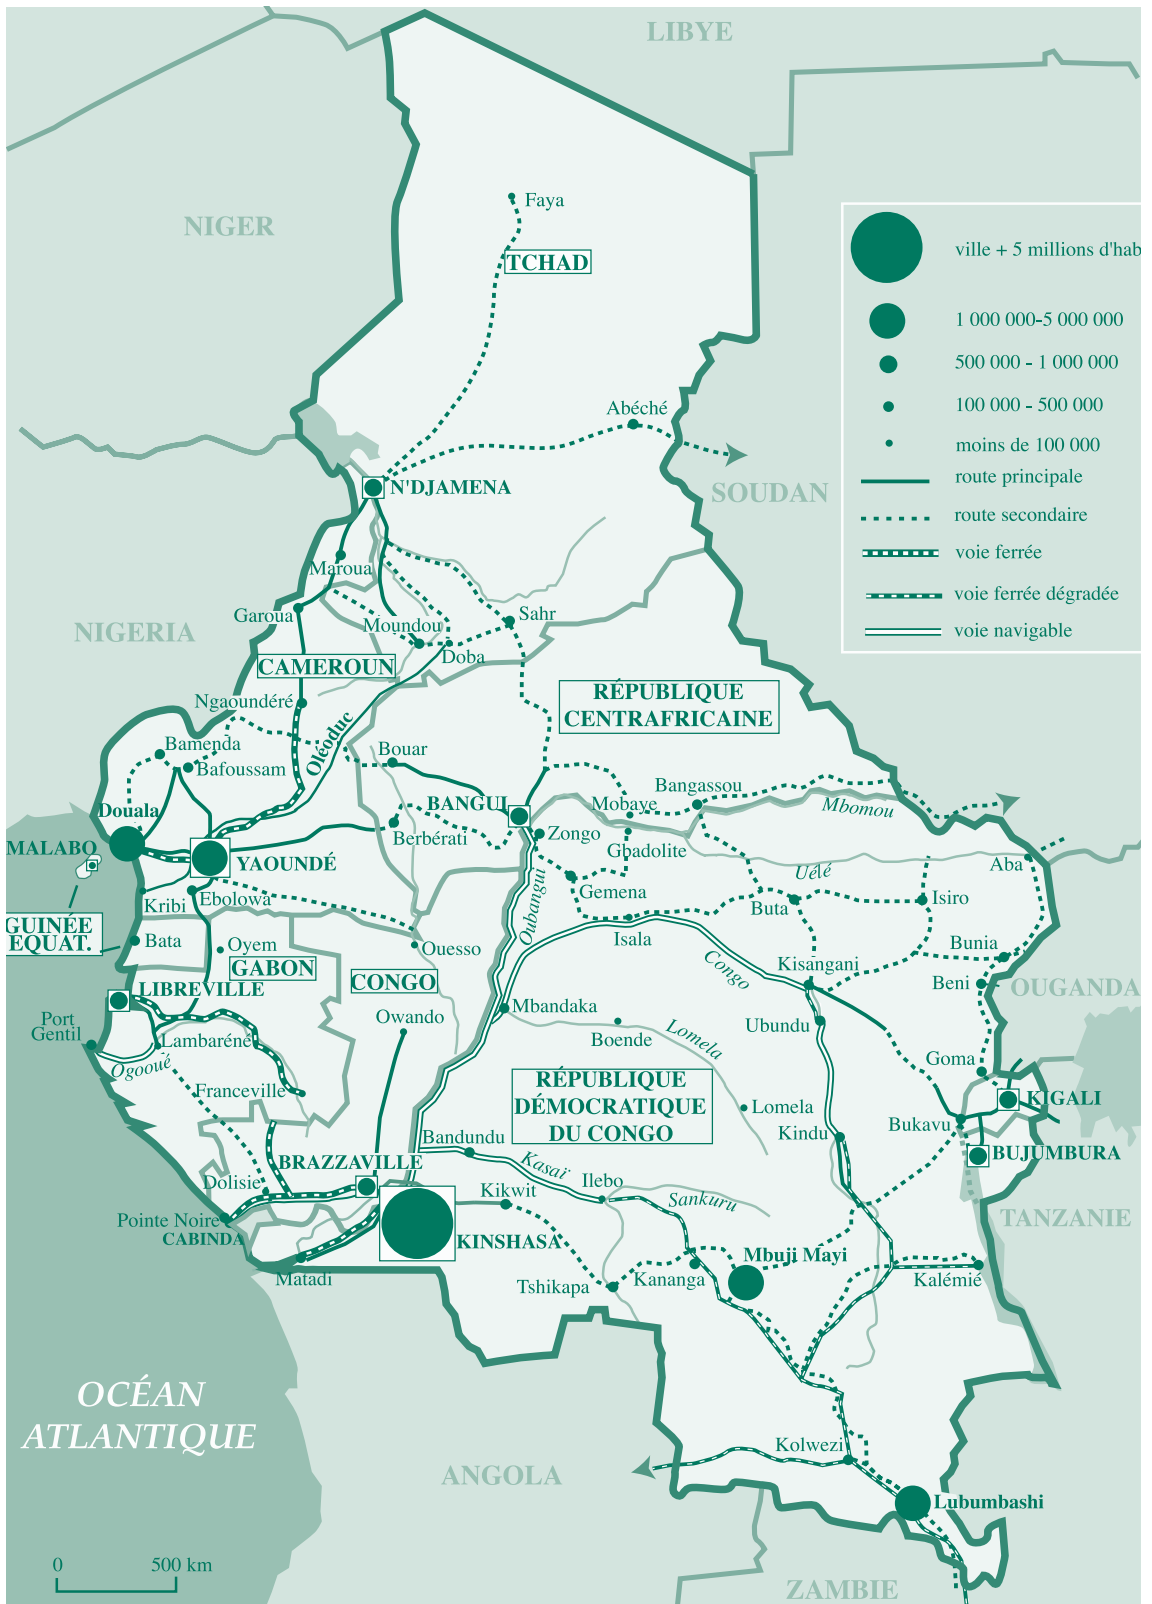 LIBYE
NIGER
Faya
TCHAD
ville + 5 millions d'hab
1 000 000-5 000 000
500 000 - 1 000 000
100 000 - 500 000
moins de 100 000
route principale
route secondaire
voie ferrée
voie ferrée dégradée
voie navigable
Abéché
N'DJAMENA
SOUDAN
Maroua
Garoua
Moundou
Sahr
Doba
NIGERIA
CAMEROUN
RÉPUBLIQUE
CENTRAFRICAINE
Ngaoundéré
Oléoduc
Bamenda
Bafoussam
Bouar
Bangassou
Mbomou
Douala
BANGUI
Mobaye
Zongo
Berbérati
Gbadolite
MALABO
YAOUNDÉ
Aba
Uélé
Gemena
Oubangui
Kribi
Ebolowa
Buta
Isiro
GUINÉE
EQUAT.
Bata
Oyem
GABON
Ouesso
CONGO
Isala
Congo
Kisangani
Bunia
Beni
OUGANDA
LIBREVILLE
Port
Gentil
Lambaréné
Ogooué
Owando
Mbandaka
Boende
Lomela
Ubundu
Goma
Franceville
RÉPUBLIQUE
DÉMOCRATIQUE
DU CONGO
Lomela
KIGALI
Bukavu
Kindu
BUJUMBURA
Bandundu
Kasaï
BRAZZAVILLE
Dolisie
Kikwit
Ilebo
Sankuru
TANZANIE
Pointe Noire
CABINDA
KINSHASA
Matadi
Tshikapa
Kananga
Mbuji Mayi
Kalémié
OCÉAN
ATLANTIQUE
Kolwezi
ANGOLA
Lubumbashi
0
500 km
ZAMBIE